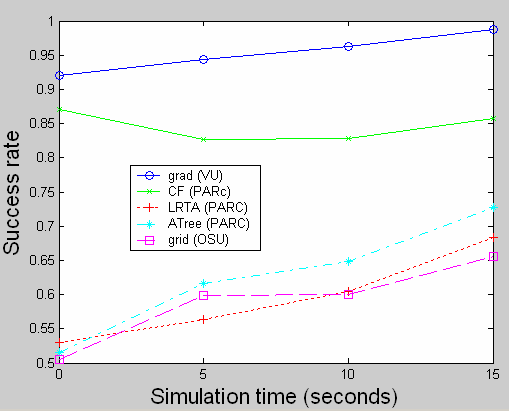 1
0.95
0.9
0.85
0.8
0.75
0.7
0.65
0.6
0.55
0.5
Success rate
grad (VU)
CF (PARc)
LRTA (PARC)
ATree (PARC)
grid (OSU)
0 5 10 15
Simulation time (seconds)